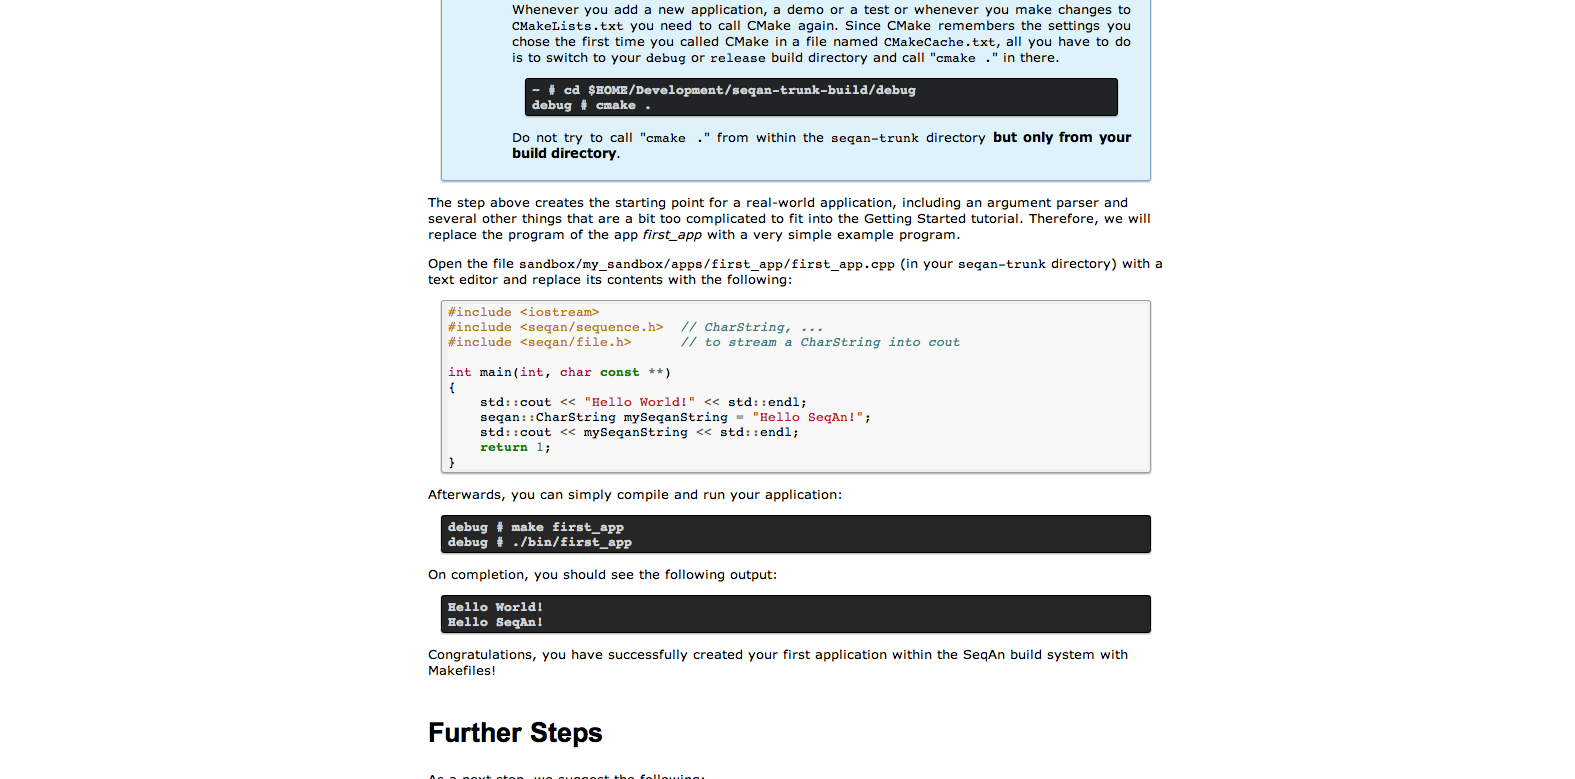 Whenever you add a new application, a demo or a test or whenever you make changes to
CMakeLists.txt you need to call CMake again. Since CMake remembers the settings you
chose the first time you called CMake in a file named CMakeCache.txt, all you have to do
is to switch to your debug or release build directory and call "cmake ." in there.
~ # cd $HOME/Development/seqan-trunk-build/debug
debug # cmake .
Do not try to call "cmake ." from within the seqan-trunk directory but only from your
build directory.
The step above creates the starting point for a real-world application, including an argument parser and
several other things that are a bit too complicated to fit into the Getting Started tutorial. Therefore, we will
replace the program of the app first_app with a very simple example program.
Open the file sandbox/my_sandbox/apps/first_app/first_app.cpp (in your seqan-trunk directory) with a
text editor and replace its contents with the following:
#include <iostream>
#include <seqan/sequence.h>  // CharString, ...
#include <seqan/file.h>      // to stream a CharString into cout
int main(int, char const **)
{
    std::cout << "Hello World!" << std::endl;
    seqan::CharString mySeqanString = "Hello SeqAn!";
    std::cout << mySeqanString << std::endl;
    return 1;
}
Afterwards, you can simply compile and run your application:
debug # make first_app
debug # ./bin/first_app
On completion, you should see the following output:
Hello World!
Hello SeqAn!
Congratulations, you have successfully created your first application within the SeqAn build system with
Makefiles!
Further Steps
As a next step, we suggest the following: